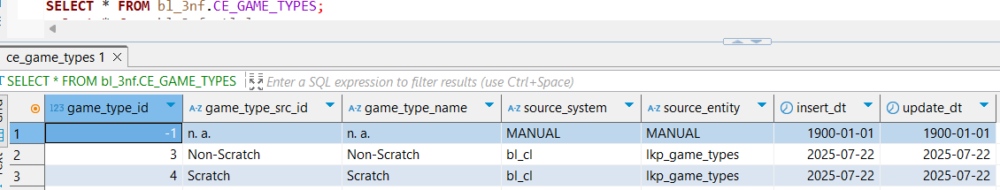 SELECT * FROM bl_3nf.CE_GAME_TYPES;
ce_game_types 1
SELECT * FROM bl_3nf.CE_GAME_TYPES Enter a SQL expression to filter results (use Ctrl+Space)
123 game_type_id A-Z game_type_src_id A-Z game_type_name A-Z source_system A-Z source_entity insert_dt update_dt
1 -1 n. a. n. a. MANUAL MANUAL 1900-01-01 1900-01-01
2 3 Non-Scratch Non-Scratch bl_cl lkp_game_types 2025-07-22 2025-07-22
3 4 Scratch Scratch bl_cl lkp_game_types 2025-07-22 2025-07-22